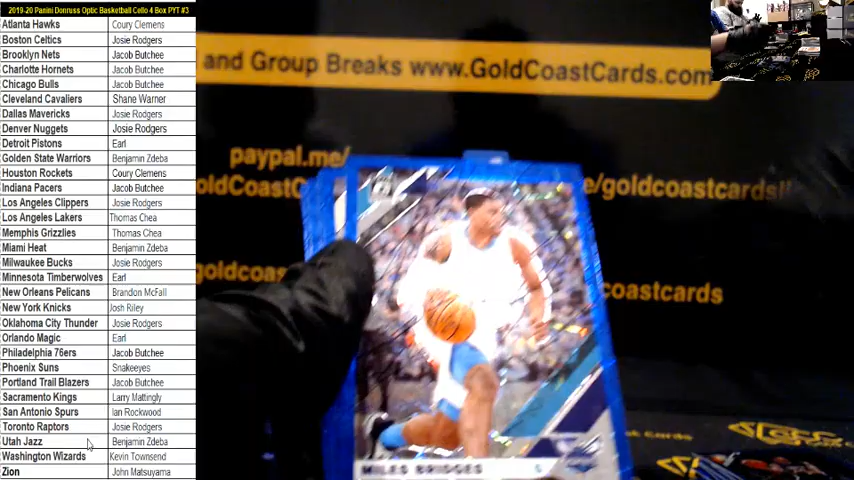 2019-20 Panini Donruss Optic Basketball Cello 4 Box PYT #3
Atlanta Hawks Coury Clemens
Boston Celtics Josie Rodgers
Brooklyn Nets Jacob Butchee
Charlotte Hornets Jacob Butchee
Chicago Bulls Jacob Butchee
Cleveland Cavaliers Shane Warner
Dallas Mavericks Josie Rodgers
Denver Nuggets Josie Rodgers
Detroit Pistons Earl
Golden State Warriors Benjamin Zdeba
Houston Rockets Coury Clemens
Indiana Pacers Jacob Butchee
Los Angeles Clippers Josie Rodgers
Los Angeles Lakers Thomas Chea
Memphis Grizzlies Thomas Chea
Miami Heat Benjamin Zdeba
Milwaukee Bucks Josie Rodgers
Minnesota Timberwolves Earl
New Orleans Pelicans Brandon McFall
New York Knicks Josh Riley
Oklahoma City Thunder Josie Rodgers
Orlando Magic Earl
Philadelphia 76ers Jacob Butchee
Phoenix Suns Snakeeyes
Portland Trail Blazers Jacob Butchee
Sacramento Kings Larry Mattingly
San Antonio Spurs Ian Rockwood
Toronto Raptors Josie Rodgers
Utah Jazz Benjamin Zdeba
Washington Wizards Kevin Townsend
Zion John Matsuyama
and Group Breaks www.GoldCoastCards.com
paypal.me/
oldCoastC e/goldcoastcards!!
goldcoast coastcards
st Cards
MILES BRIDGES G